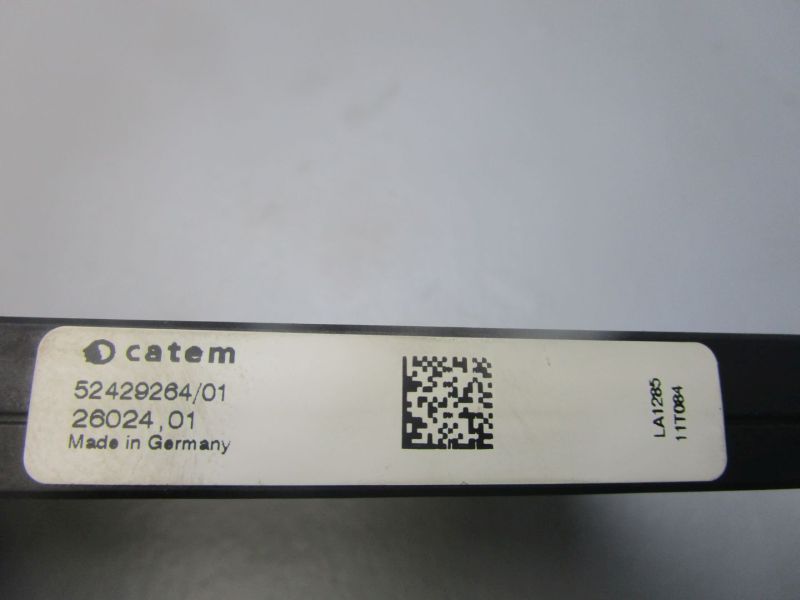 catem
52429264/01
26024,01
Made in Germany
LA1285
11T084